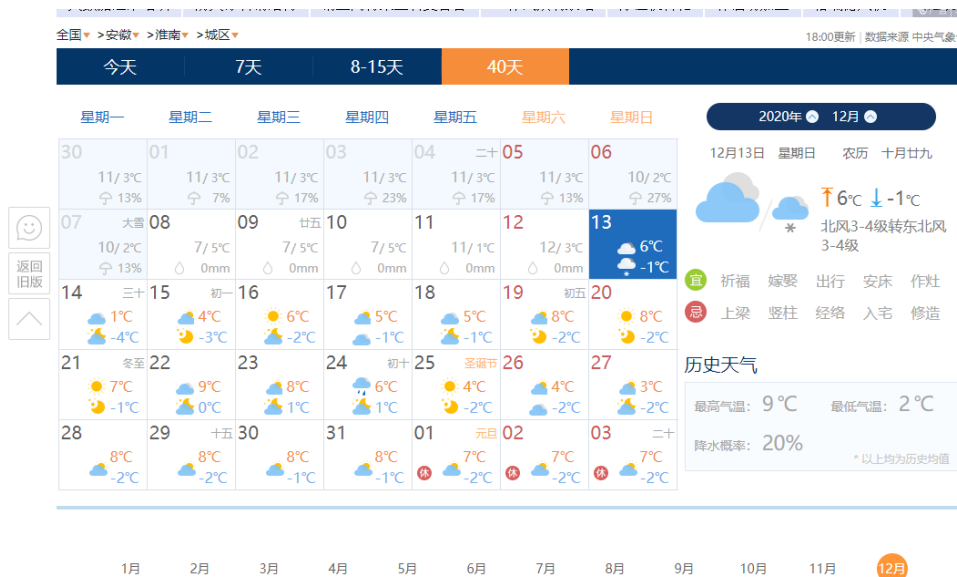 全国 >安徽 >淮南 >城区
18:00更新 | 数据来源 中央气象
今天 7天 8-15天 40天
星期一 星期二 星期三 星期四 星期五 星期六 星期日
30 01 02 03 04 二十 05 06
11/ 3℃ 11/ 3℃ 11/ 3℃ 11/ 3℃ 11/ 3℃ 11/ 3℃ 10/ 2℃
13% 7% 17% 23% 17% 13% 27%
07 大雪 08 09 廿五 10 11 12 13
10/ 2℃ 7/ 5℃ 7/ 5℃ 7/ 5℃ 11/ 1℃ 12/ 3℃ 6℃
13% 0mm 0mm 0mm 0mm 0mm -1℃
14 三十 15 初一 16 17 18 19 初五 20
1℃ 4℃ 6℃ 5℃ 5℃ 8℃ 8℃
-4℃ -3℃ -2℃ -1℃ -1℃ -2℃ -2℃
21 冬至 22 23 24 初十 25 圣诞节 26 27
7℃ 9℃ 8℃ 6℃ 4℃ 4℃ 3℃
-1℃ 0℃ 1℃ 1℃ -2℃ -2℃ -2℃
28 29 十五 30 31 01 元旦 02 03 二十
8℃ 8℃ 8℃ 8℃ 7℃ 7℃ 7℃
-2℃ -2℃ -1℃ -1℃ 休 -2℃ 休 -2℃ 休 -2℃
2020年 12月
12月13日 星期日 农历 十月廿九
6℃ -1℃
北风3-4级转东北风
3-4级
宜 祈福 嫁娶 出行 安床 作灶
忌 上梁 竖柱 经络 入宅 修造
历史天气
最高气温: 9℃ 最低气温: 2℃
降水概率: 20%
*以上均为历史均值
返回
旧版
1月 2月 3月 4月 5月 6月 7月 8月 9月 10月 11月 12月